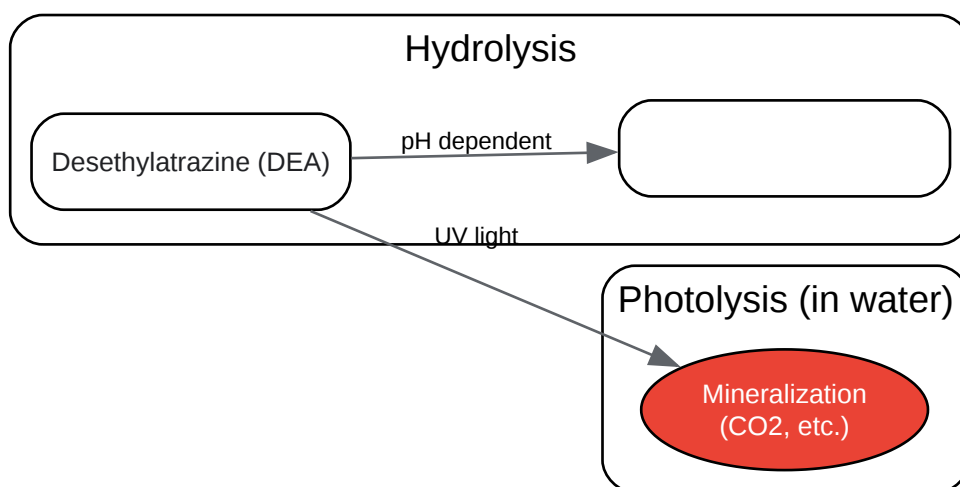 Hydrolysis
Desethylatrazine (DEA)
pH dependent
UV light
Photolysis (in water)
Mineralization
(CO2, etc.)